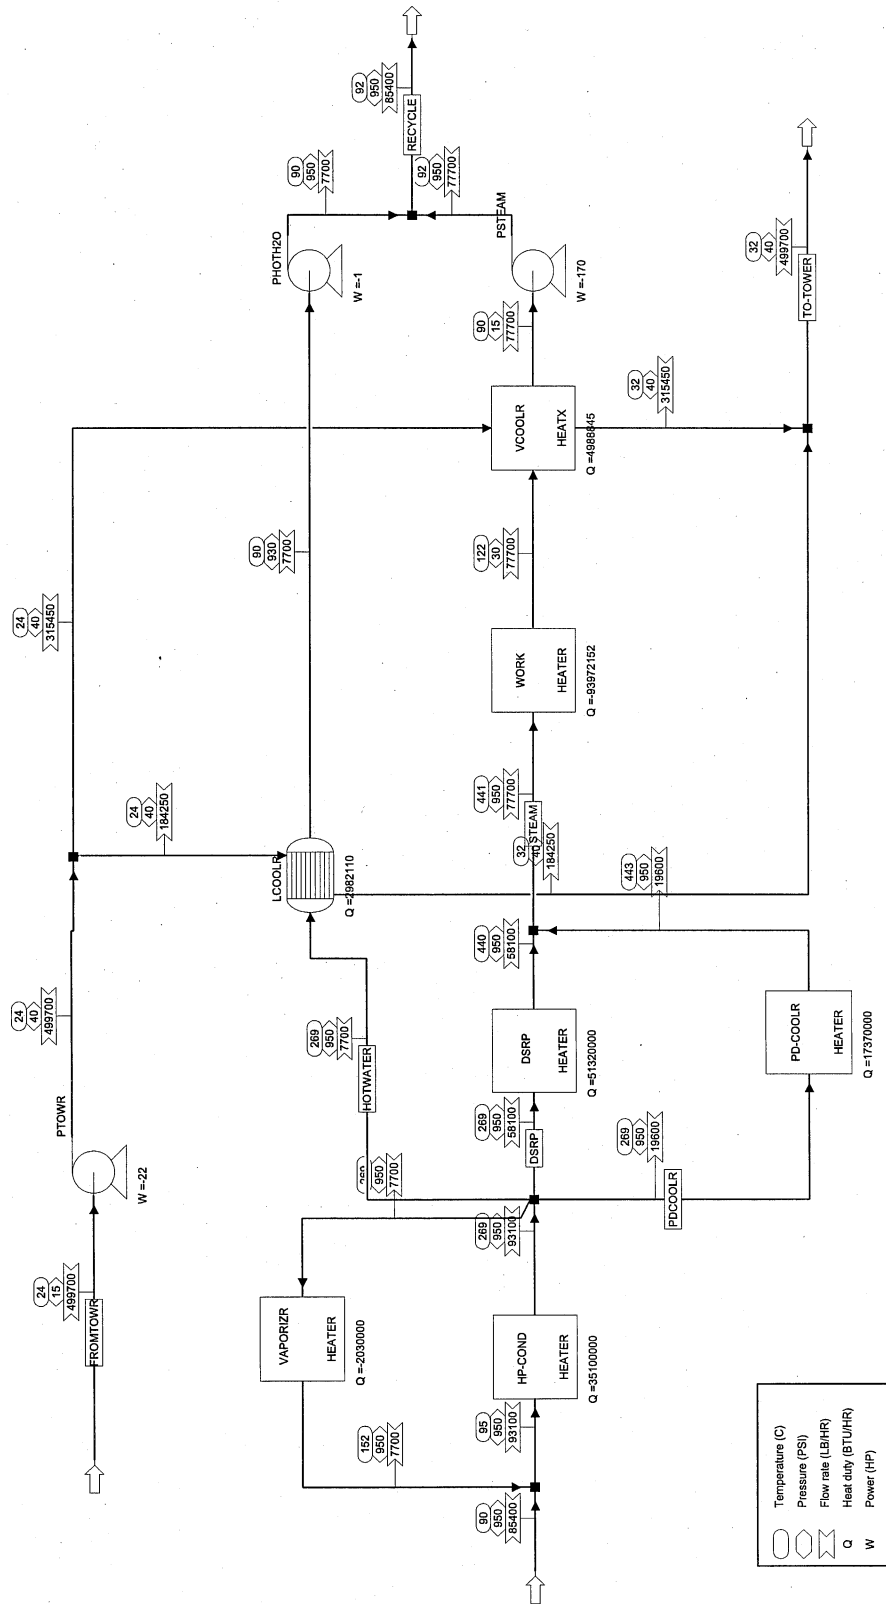 24
15
499700
FROMTOWR
PTOWR
W =-22
24
40
499700
24
40
315450
24
40
184250
LCOOLR
Q =2982110
269
950
7700
HOTWATER
950
7700
90
930
7700
PHOTH2O
W =-1
90
950
7700
92
950
85400
RECYCLE
92
950
77700
PSTEAM
W =-170
90
15
77700
VCOOLR
HEATX
Q =4988845
122
30
77700
WORK
HEATER
Q =-93972152
441
950
77700
STEAM
32
40
184250
440
950
58100
DSRP
HEATER
Q =51320000
269
950
58100
DSRP
269
950
93100
VAPORIZR
HEATER
Q =-2030000
152
950
7700
HP-COND
HEATER
Q =35100000
95
950
93100
90
950
85400
269
950
19600
PDCOOLR
PD-COOLR
HEATER
Q =17370000
443
950
19600
32
40
315450
32
40
499700
TO-TOWER
Temperature (C)
Pressure (PSI)
Flow rate (LB/HR)
Q Heat duty (BTU/HR)
W Power (HP)